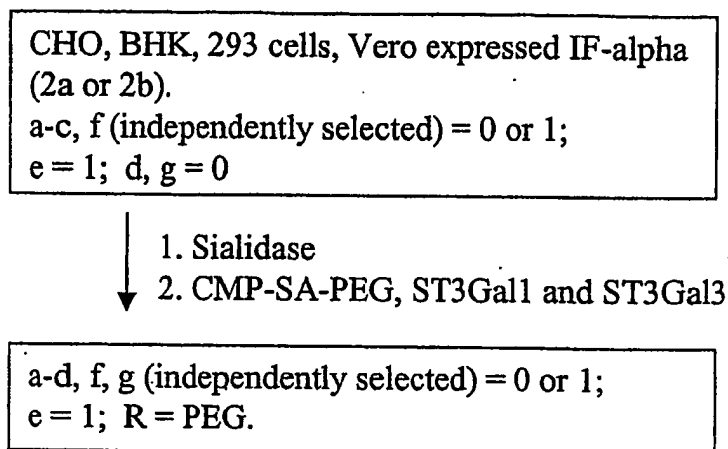 CHO, BHK, 293 cells, Vero expressed IF-alpha
(2a or 2b).
a-c, f (independently selected) = 0 or 1;
e = 1; d, g = 0
1. Sialidase
2. CMP-SA-PEG, ST3Gal1 and ST3Gal3
a-d, f, g (independently selected) = 0 or 1;
e = 1; R = PEG.